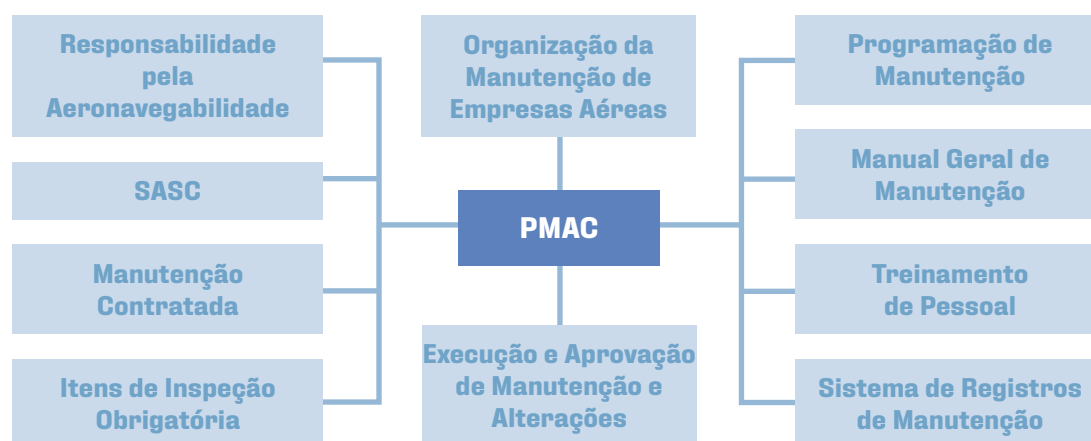 Responsabilidade
pela
Aeronavegabilidade
SASC
Manutenção
Contratada
Itens de Inspeção
Obrigatória
Organização da
Manutenção de
Empresas Aéreas
PMAC
Execução e Aprovação
de Manutenção e
Alterações
Programação de
Manutenção
Manual Geral de
Manutenção
Treinamento
de Pessoal
Sistema de Registros
de Manutenção